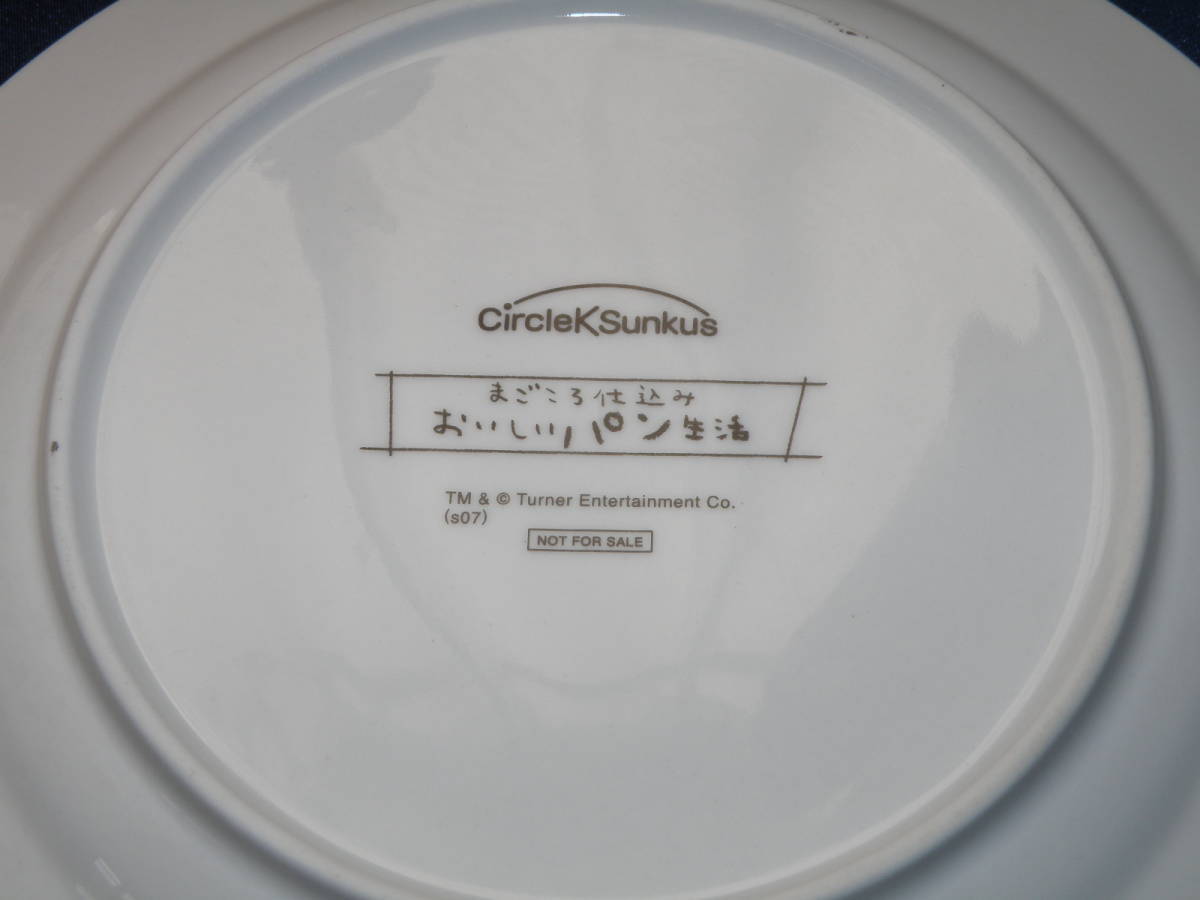 CircleKSunkus
まごころ仕込み
おいしいパン生活
TM & © Turner Entertainment Co.
(s07)
NOT FOR SALE